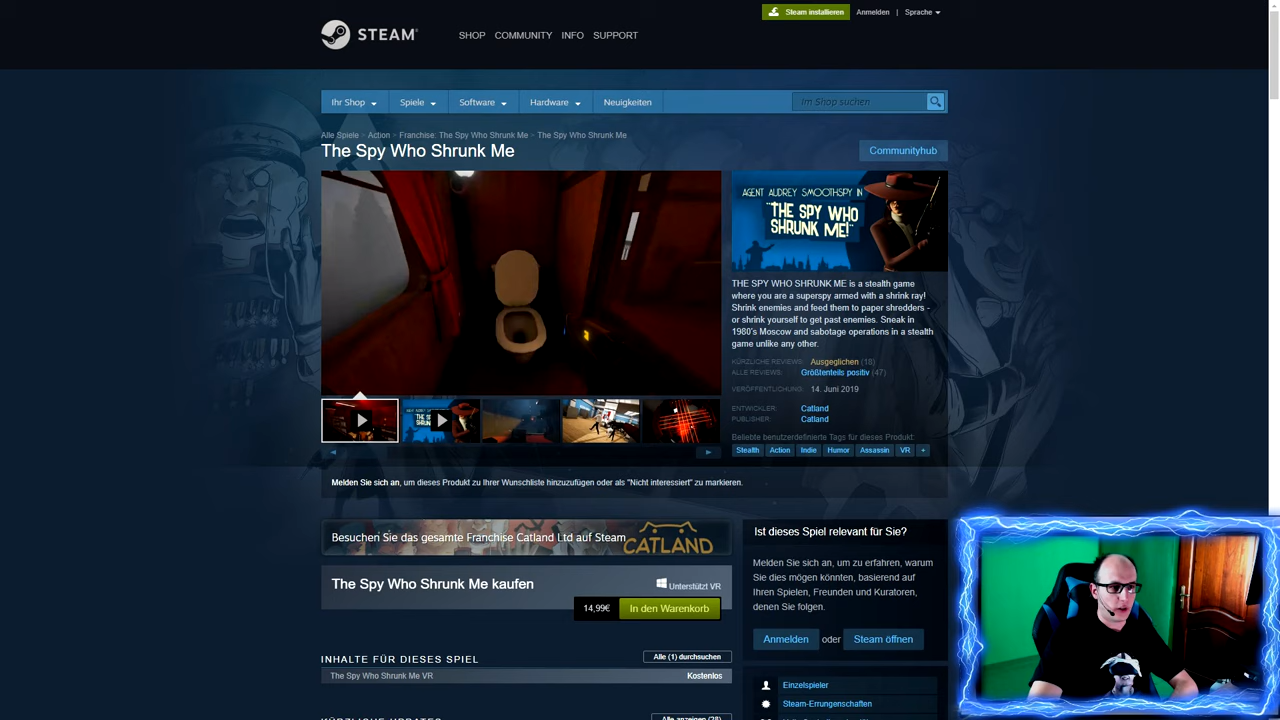 Steam installieren
Anmelden | Sprache
STEAM
SHOP COMMUNITY INFO SUPPORT
Ihr Shop Spiele Software Hardware Neuigkeiten
Im Shop suchen
Alle Spiele > Action > Franchise: The Spy Who Shrunk Me > The Spy Who Shrunk Me
The Spy Who Shrunk Me
Communityhub
AGENT AUDREY SMOOTHSPY IN
"THE SPY WHO
SHRUNK ME!"
THE SPY WHO SHRUNK ME is a stealth game
where you are a superspy armed with a shrink ray!
Shrink enemies and feed them to paper shredders -
or shrink yourself to get past enemies. Sneak in
1980's Moscow and sabotage operations in a stealth
game unlike any other.
KÜRZLICHE REVIEWS: Ausgeglichen (18)
ALLE REVIEWS: Größtenteils positiv (47)
VERÖFFENTLICHUNG: 14. Juni 2019
ENTWICKLER: Catland
PUBLISHER: Catland
Beliebte benutzerdefinierte Tags für dieses Produkt:
Stealth Action Indie Humor Assassin VR +
Melden Sie sich an, um dieses Produkt zu Ihrer Wunschliste hinzuzufügen oder als "Nicht interessiert" zu markieren.
Besuchen Sie das gesamte Franchise Catland Ltd auf Steam
CATLAND
The Spy Who Shrunk Me kaufen
Unterstützt VR
14,99€
In den Warenkorb
INHALTE FÜR DIESES SPIEL
Alle (1) durchsuchen
The Spy Who Shrunk Me VR
Kostenlos
Ist dieses Spiel relevant für Sie?
Melden Sie sich an, um zu erfahren, warum
Sie dies mögen könnten, basierend auf
Ihren Spielen, Freunden und Kuratoren,
denen Sie folgen.
Anmelden oder Steam öffnen
Einzelspieler
Steam-Errungenschaften